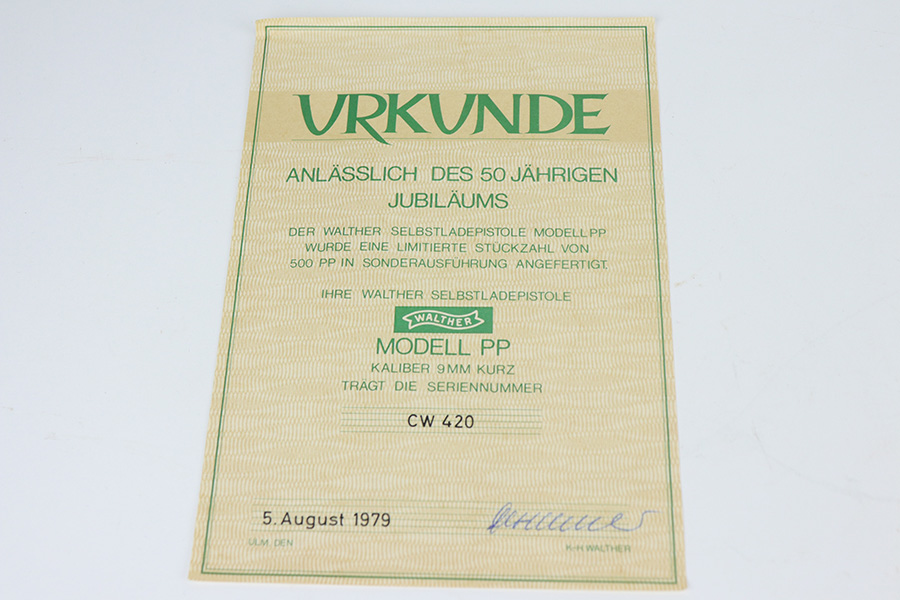 URKUNDE
ANLÄSSLICH DES 50 JÄHRIGEN
JUBILÄUMS
DER WALTHER SELBSTLADEPISTOLE MODELL PP
WURDE EINE LIMITIERTE STÜCKZAHL VON
500 PP IN SONDERAUSFÜHRUNG ANGEFERTIGT.
IHRE WALTHER SELBSTLADEPISTOLE
WALTHER
MODELL PP
KALIBER 9MM KURZ
TRÄGT DIE SERIENNUMMER
CW 420
5. August 1979
ULM, DEN
K-H WALTHER